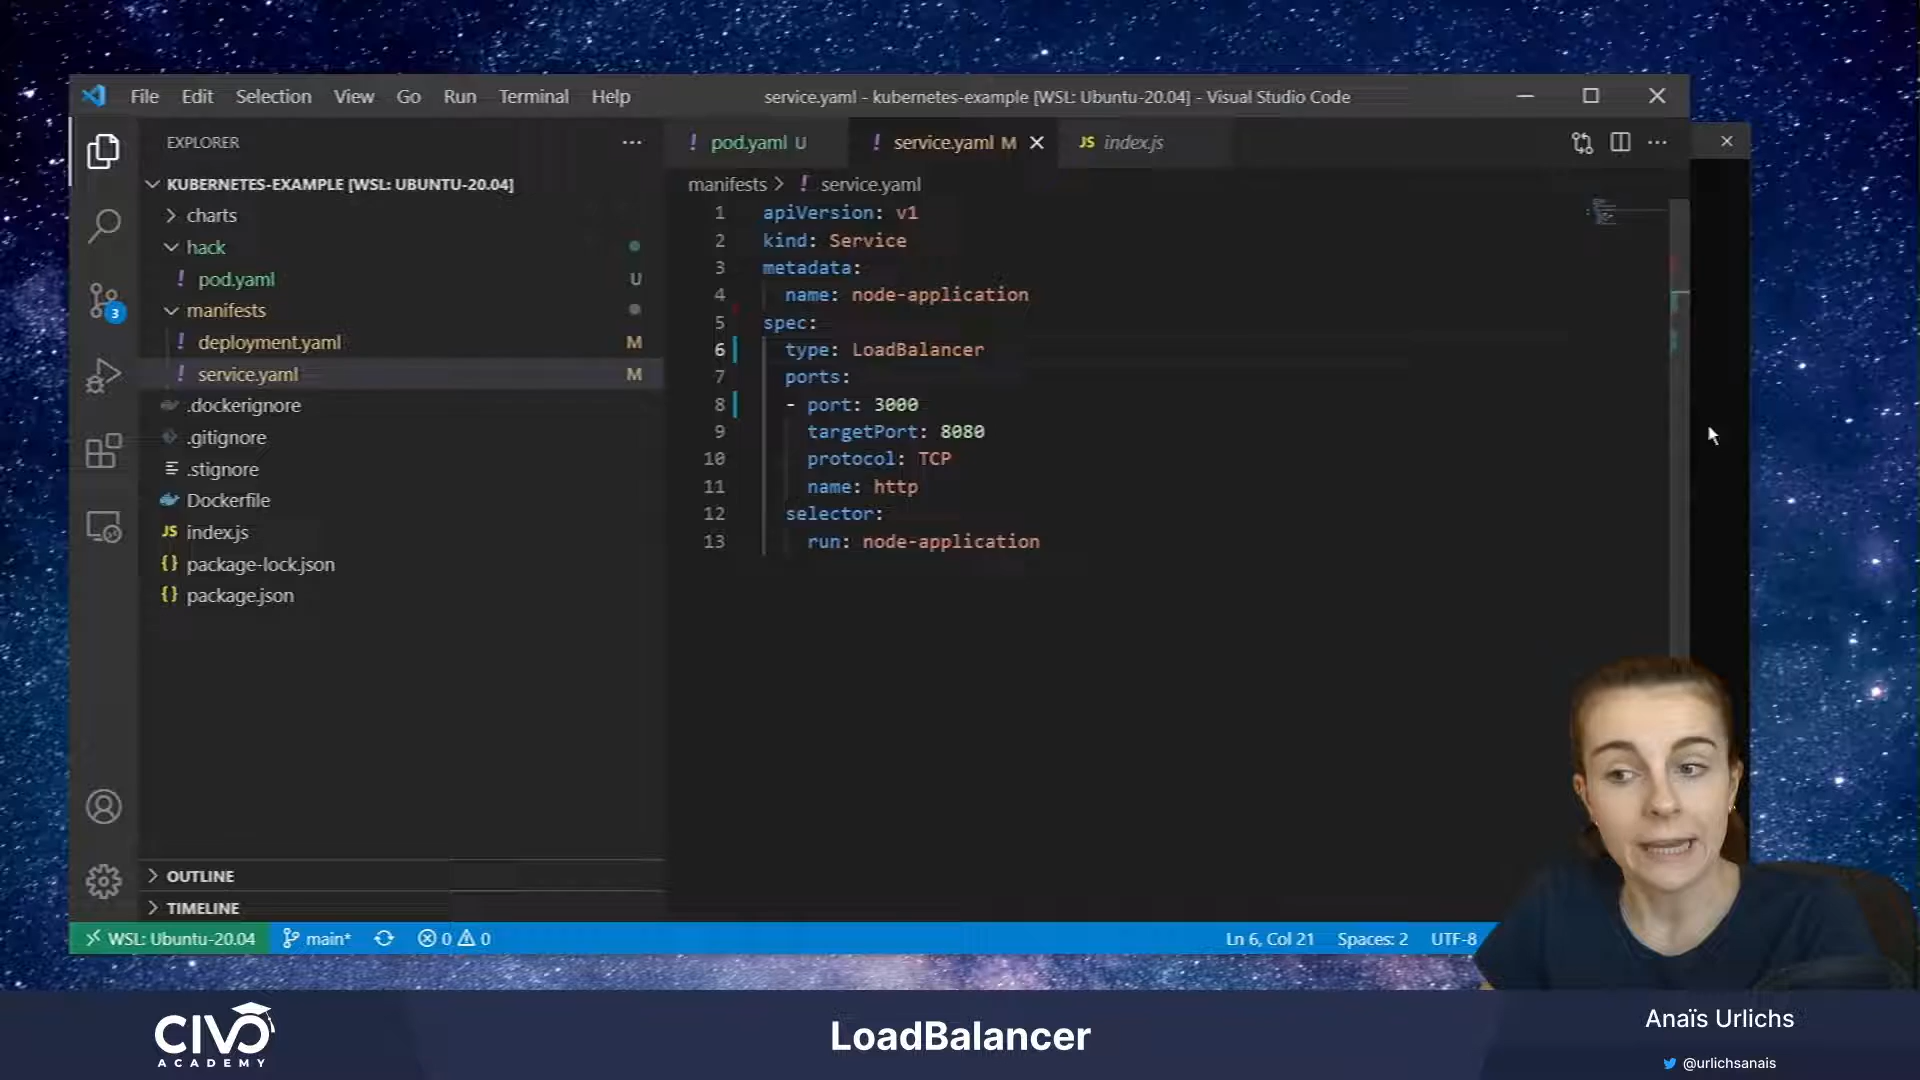 File Edit Selection View Go Run Terminal Help
service.yaml - kubernetes-example [WSL: Ubuntu-20.04] - Visual Studio Code
EXPLORER
KUBERNETES-EXAMPLE [WSL: UBUNTU-20.04]
charts
hack
! pod.yaml U
manifests
! deployment.yaml M
! service.yaml M
.dockerignore
.gitignore
.stignore
Dockerfile
JS index.js
{} package-lock.json
{} package.json
OUTLINE
TIMELINE
3
! pod.yaml U
! service.yaml M
JS index.js
manifests > ! service.yaml
1 apiVersion: v1
2 kind: Service
3 metadata:
4 name: node-application
5 spec:
6 type: LoadBalancer
7 ports:
8 - port: 3000
9 targetPort: 8080
10 protocol: TCP
11 name: http
12 selector:
13 run: node-application
WSL: Ubuntu-20.04 main* 0 0
Ln 6, Col 21 Spaces: 2 UTF-8
CIVO
ACADEMY
LoadBalancer
Anaïs Urlichs
@urlichsanais